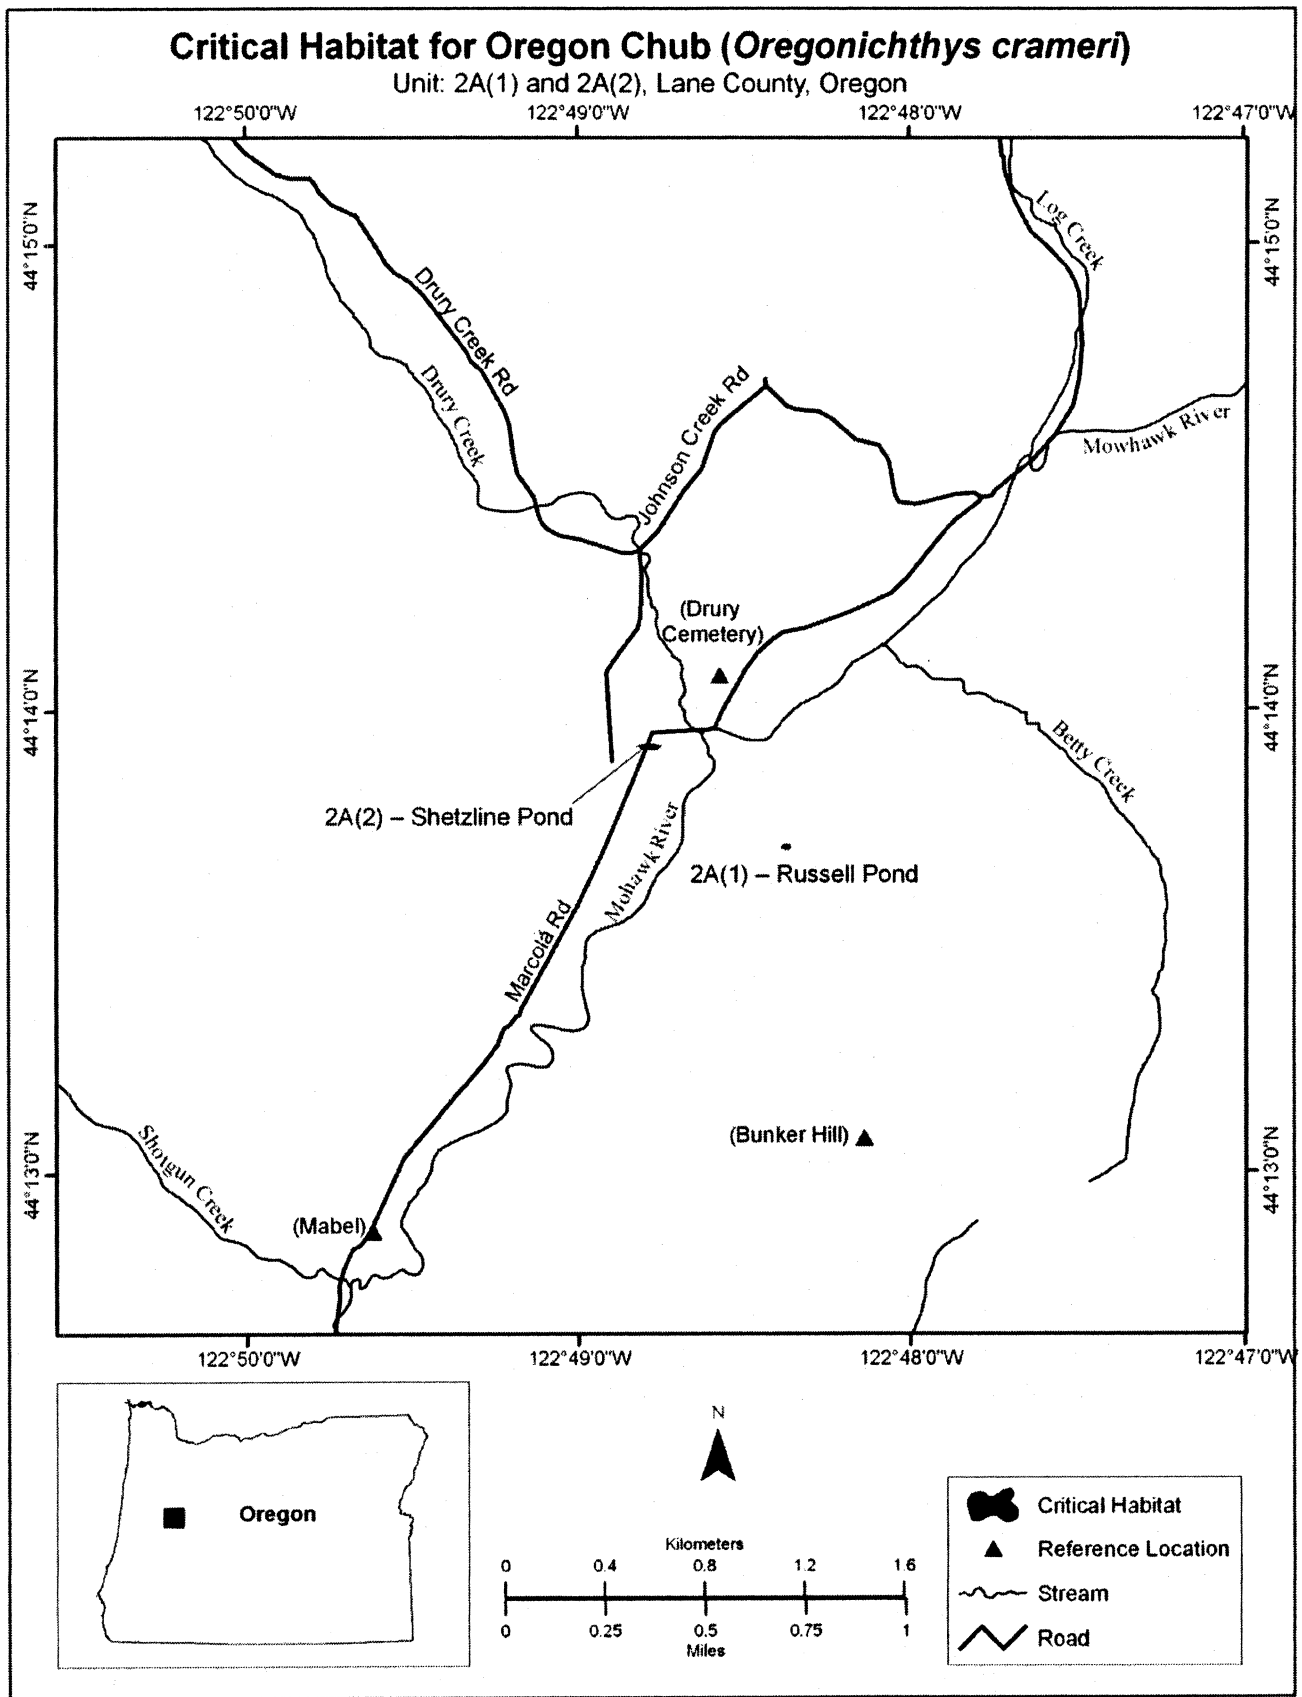 Critical Habitat for Oregon Chub (Oregonichthys crameri)
Unit: 2A(1) and 2A(2), Lane County, Oregon
122°50'0"W 122°49'0"W 122°48'0"W 122°47'0"W
44°15'0"N
44°15'0"N
Log Creek
Drury Creek Rd
Drury Creek
Johnson Creek Rd
Mowhawk River
(Drury
Cemetery)
44°14'0"N
44°14'0"N
Betty Creek
2A(2) – Shetzline Pond
Mohawk River
2A(1) – Russell Pond
Marcola Rd
(Bunker Hill)
44°13'0"N
44°13'0"N
Shotgun Creek
(Mabel)
122°50'0"W 122°49'0"W 122°48'0"W 122°47'0"W
Oregon
N
Kilometers
0 0.4 0.8 1.2 1.6
0 0.25 0.5 0.75 1
Miles
Critical Habitat
Reference Location
Stream
Road